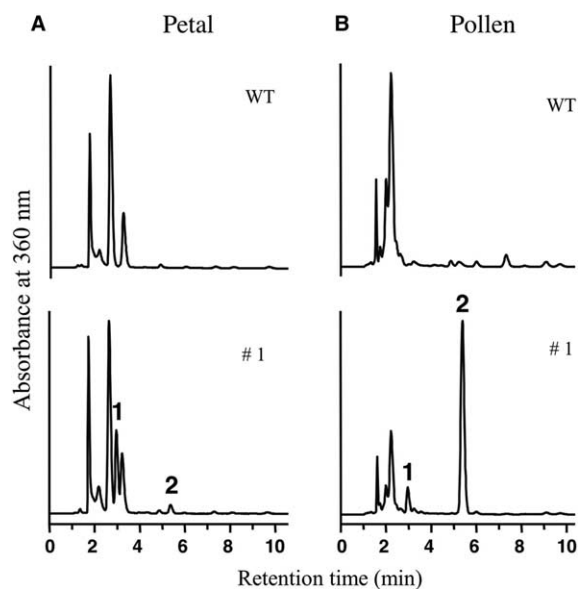 A Petal
B Pollen
WT
WT
Absorbance at 360 nm
# 1
1
2
# 1
1
2
0 2 4 6 8 10
0 2 4 6 8 10
Retention time (min)